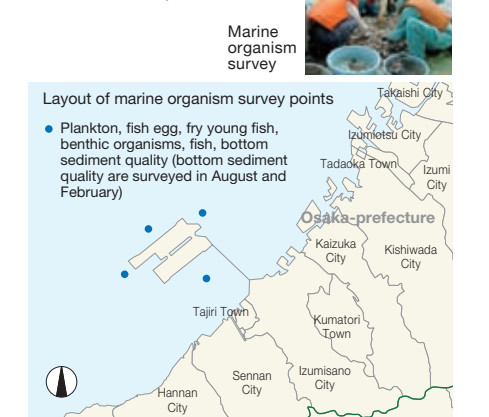 Marine
organism
survey
Layout of marine organism survey points
Plankton, fish egg, fry young fish,
benthic organisms, fish, bottom
sediment quality (bottom sediment
quality are surveyed in August and
February)
Takaishi City
Izumiotsu City
Tadaoka Town
Izumi
City
Osaka-prefecture
Kaizuka
City
Kishiwada
City
Tajiri Town
Kumatori
Town
Sennan
City
Izumisano
City
Hannan
City